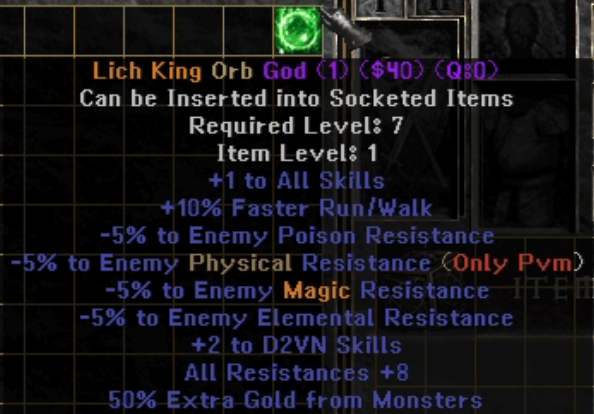 Lich King Orb God (1) ($40) (Q:0)
Can be Inserted into Socketed Items
Required Level: 7
Item Level: 1
+1 to All Skills
+10% Faster Run/Walk
-5% to Enemy Poison Resistance
-5% to Enemy Physical Resistance (Only Pvm)
-5% to Enemy Magic Resistance
-5% to Enemy Elemental Resistance
+2 to D2VN Skills
All Resistances +8
50% Extra Gold from Monsters